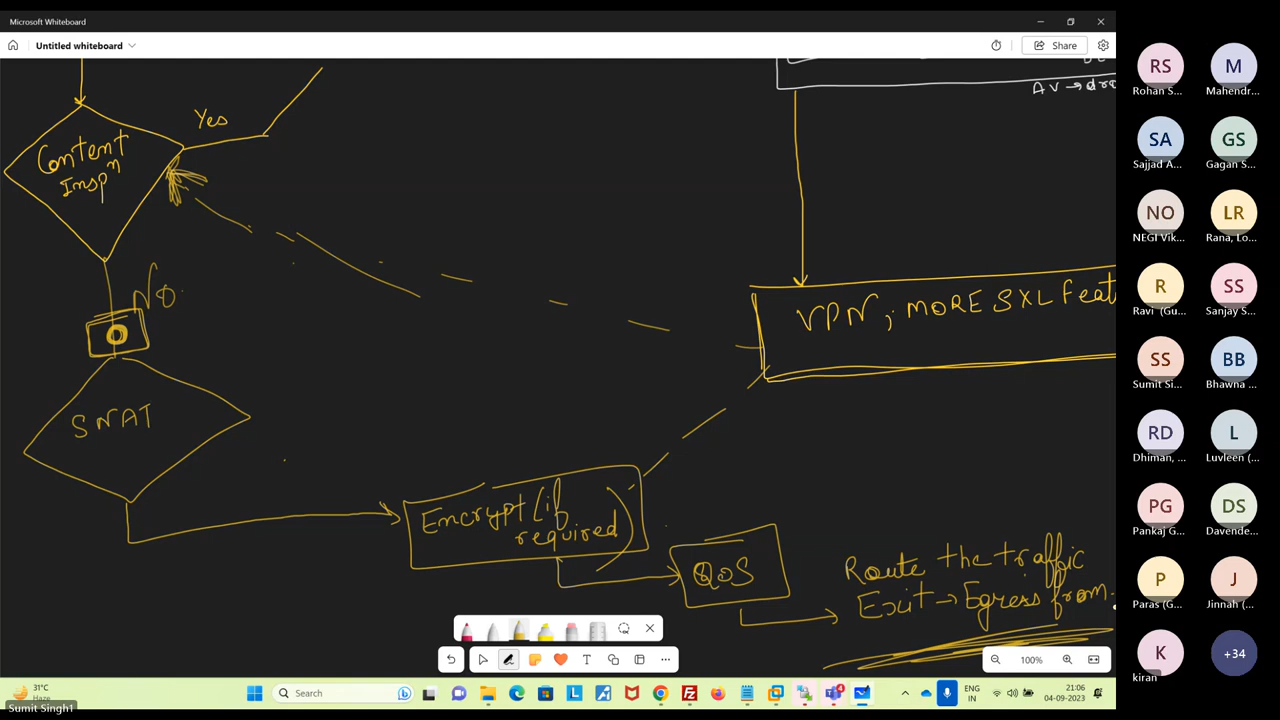 Microsoft Whiteboard
Untitled whiteboard
Share
Yes
Content
Inspn
No
SNAT
Encrypt (if
required)
QoS
Route the traffic
Exit → Egress from
AV → dro
VPN ; MORE SXL Feat
100%
RS
Rohan S...
M
Mahendr...
SA
Sajjad A...
GS
Gagan S...
NO
NEGI Vik...
LR
Rana, Lo...
R
Ravi (Gu...
SS
Sanjay S...
SS
Sumit Si...
BB
Bhawna ...
RD
Dhiman, ...
L
Luvleen (...
PG
Pankaj G...
DS
Davende...
P
Paras (G...
J
Jinnah (...
K
kiran
+34
31°C
Haze
Search
ENG
IN
21:06
04-09-2023
Sumit Singh1